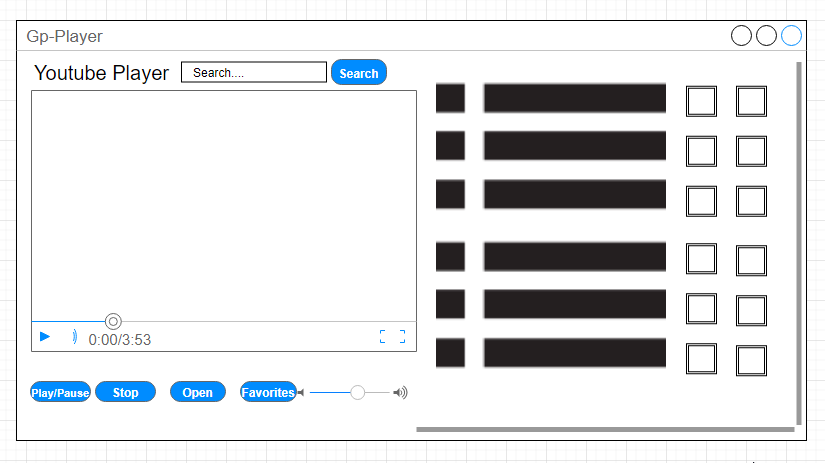 Gp-Player
Youtube Player
Search....
Search
0:00/3:53
Play/Pause
Stop
Open
Favorites